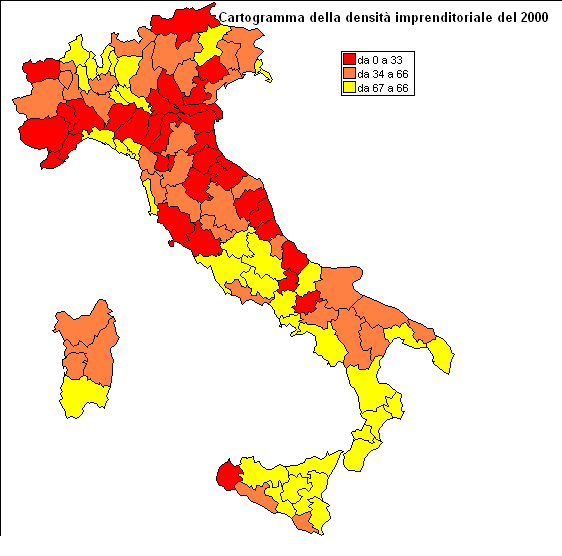 Cartogramma della densità imprenditoriale del 2000
da 0 a 33
da 34 a 66
da 67 a 66